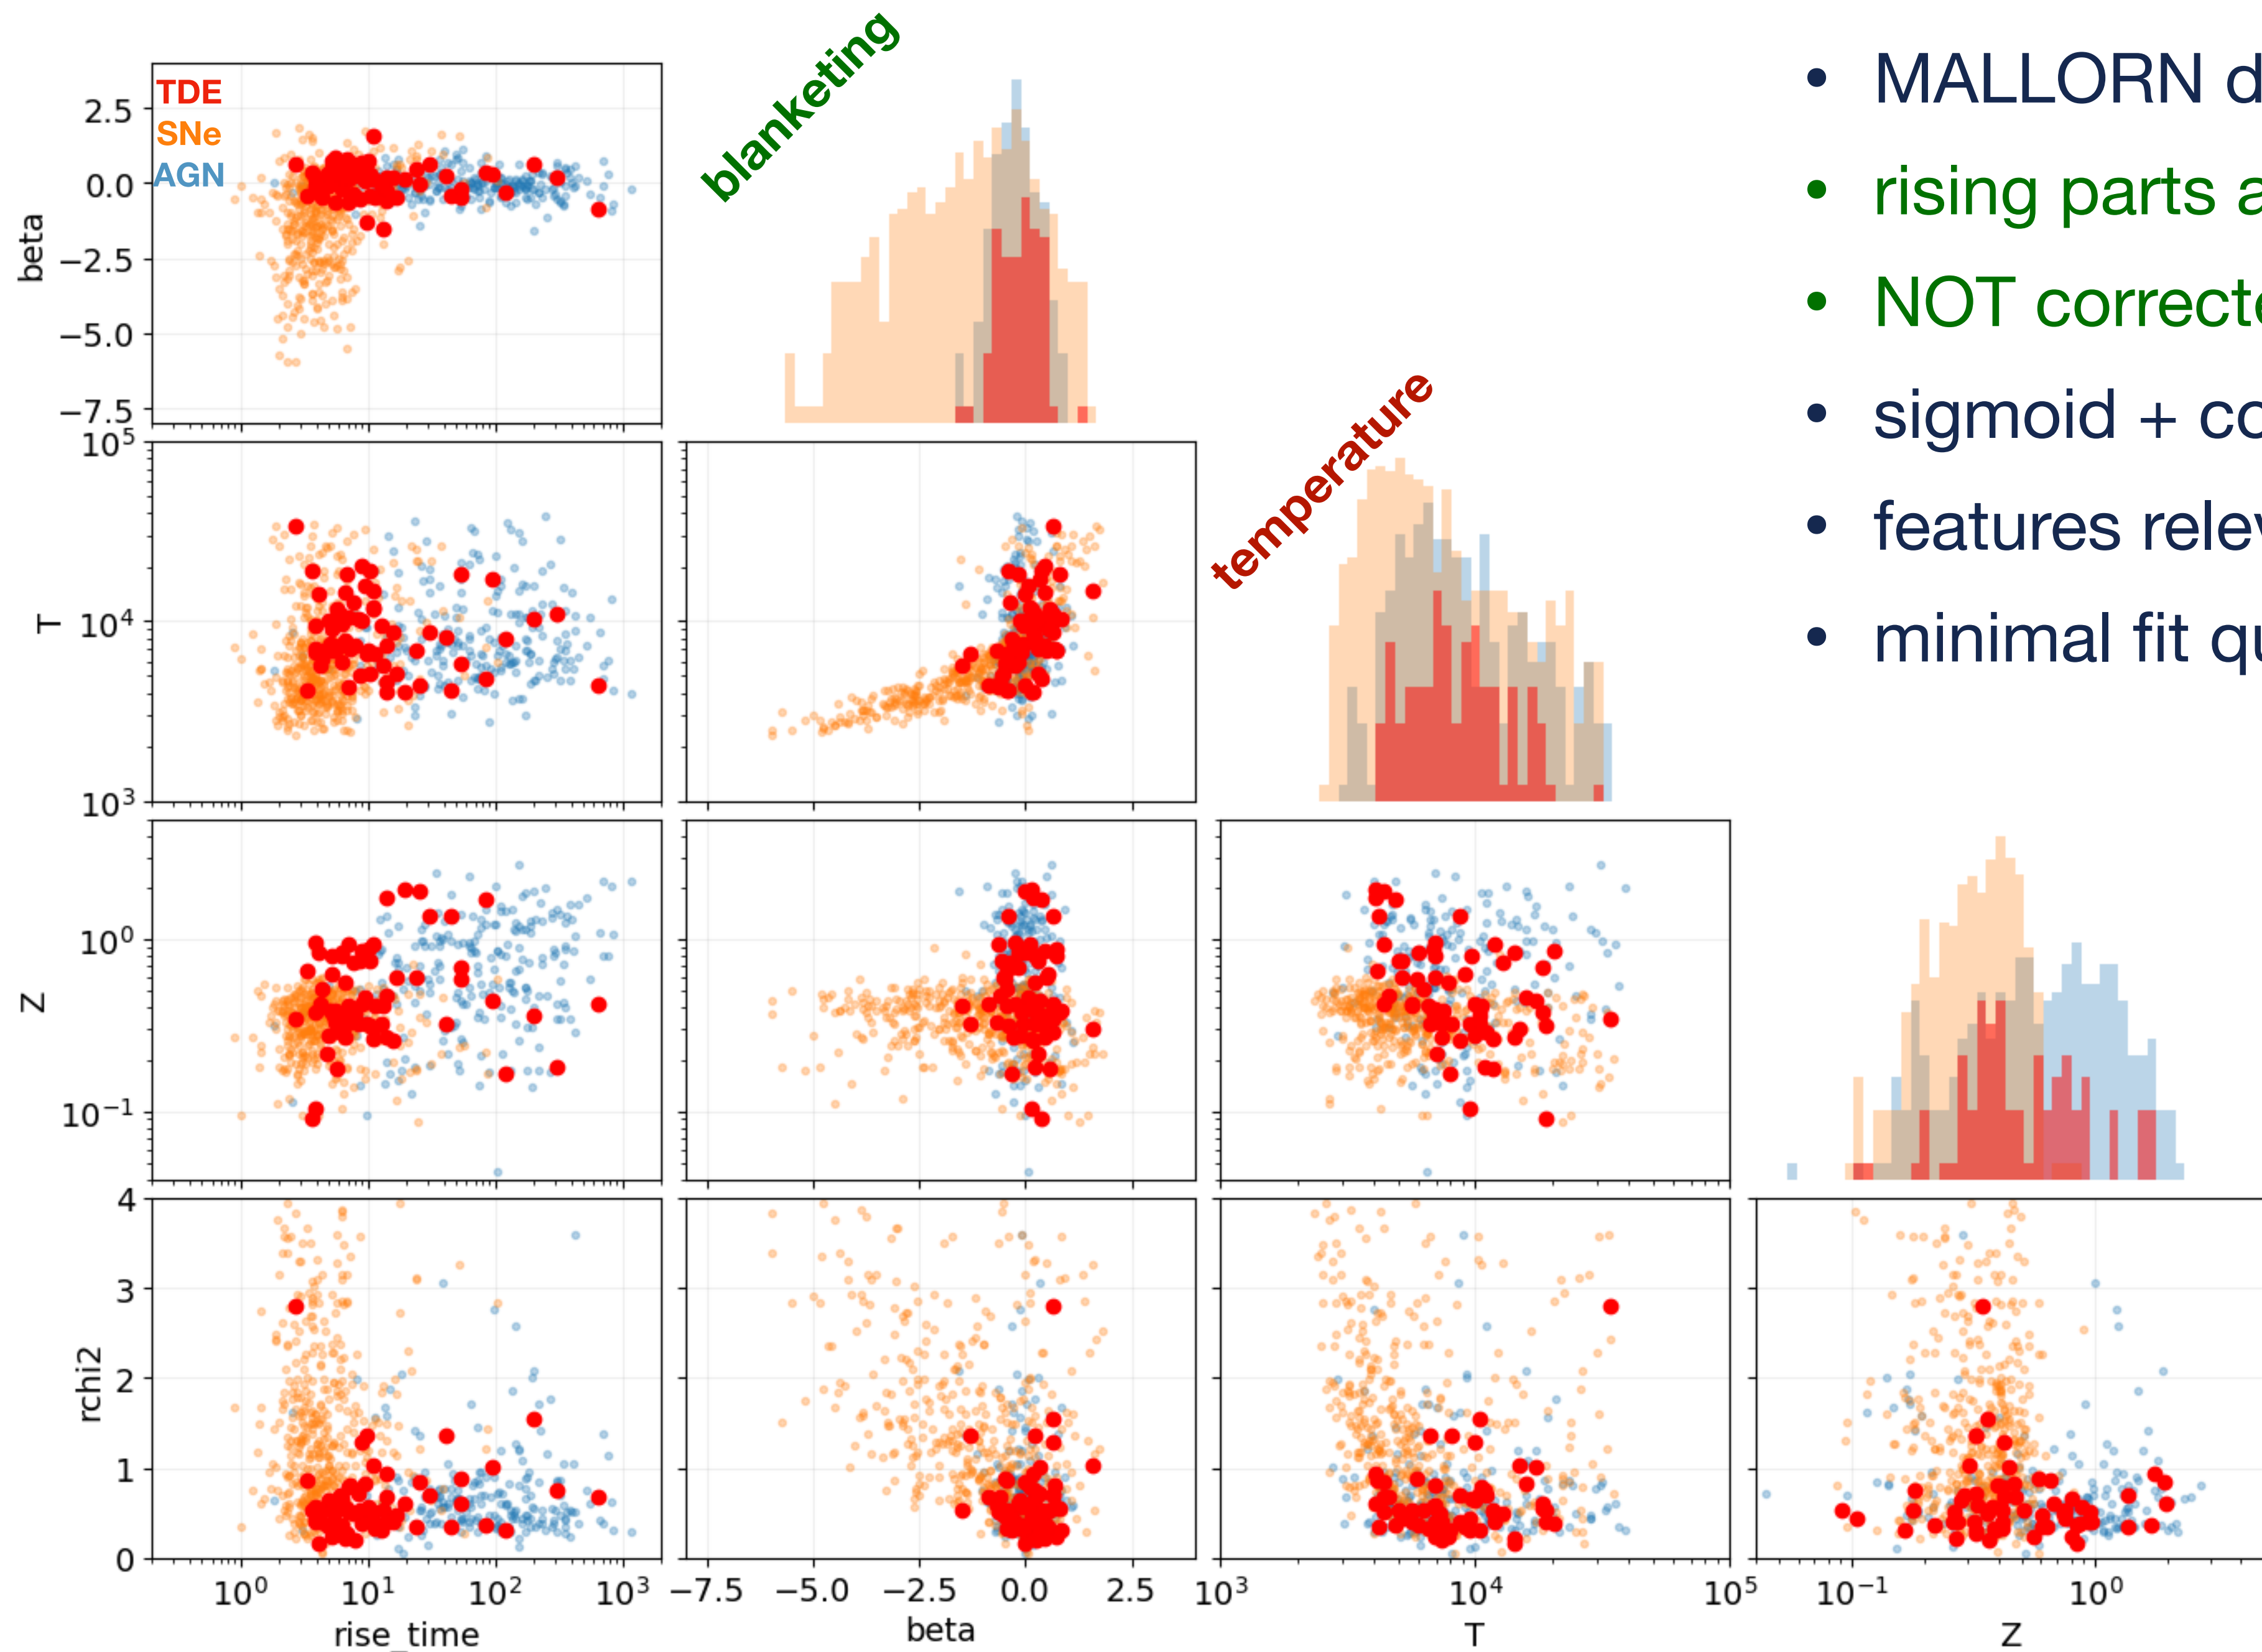 blanketing
TDE
SNe
AGN
beta
2.5
0.0
−2.5
−5.0
−7.5
temperature
T
10⁵
10⁴
10³
Z
10⁰
10⁻¹
rchi2
4
3
2
1
0
10⁰ 10¹ 10² 10³
rise_time
−7.5 −5.0 −2.5 0.0 2.5
beta
10³ 10⁴ 10⁵
T
10⁻¹ 10⁰
Z
• MALLORN d
• rising parts a
• NOT correcte
• sigmoid + co
• features relev
• minimal fit qu